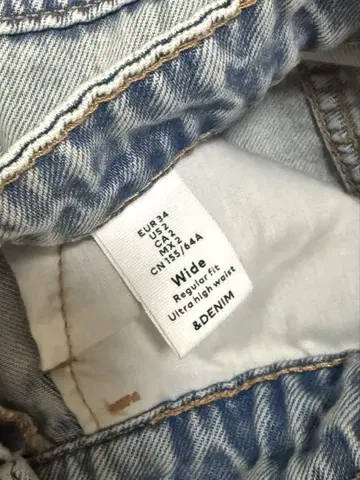 EUR 34
US 2
CA 2
MX 2
CN 155/64A
Wide
Regular fit
Ultra high waist
&DENIM